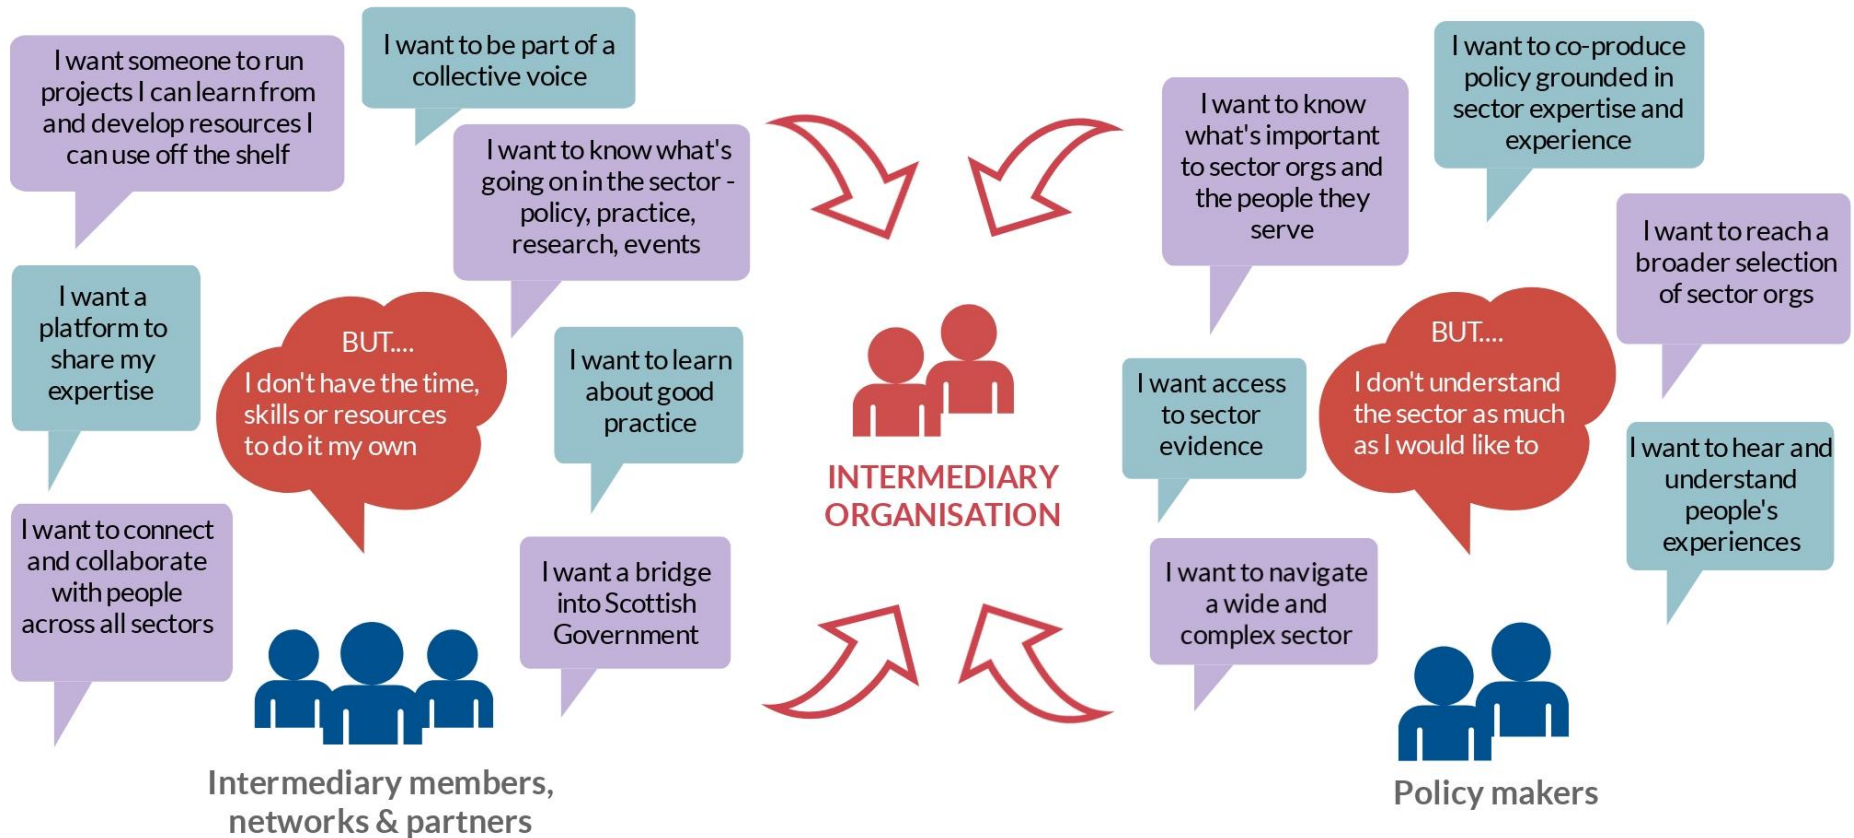 I want someone to run
projects I can learn from
and develop resources I
can use off the shelf
I want to be part of a
collective voice
I want to know what's
going on in the sector -
policy, practice,
research, events
I want a
platform to
share my
expertise
BUT....
I don't have the time,
skills or resources
to do it my own
I want to learn
about good
practice
I want to connect
and collaborate
with people
across all sectors
I want a bridge
into Scottish
Government
Intermediary members,
networks & partners
INTERMEDIARY
ORGANISATION
I want to know
what's important
to sector orgs and
the people they
serve
I want to co-produce
policy grounded in
sector expertise and
experience
I want to reach a
broader selection
of sector orgs
I want access
to sector
evidence
BUT....
I don't understand
the sector as much
as I would like to
I want to hear and
understand
people's
experiences
I want to navigate
a wide and
complex sector
Policy makers